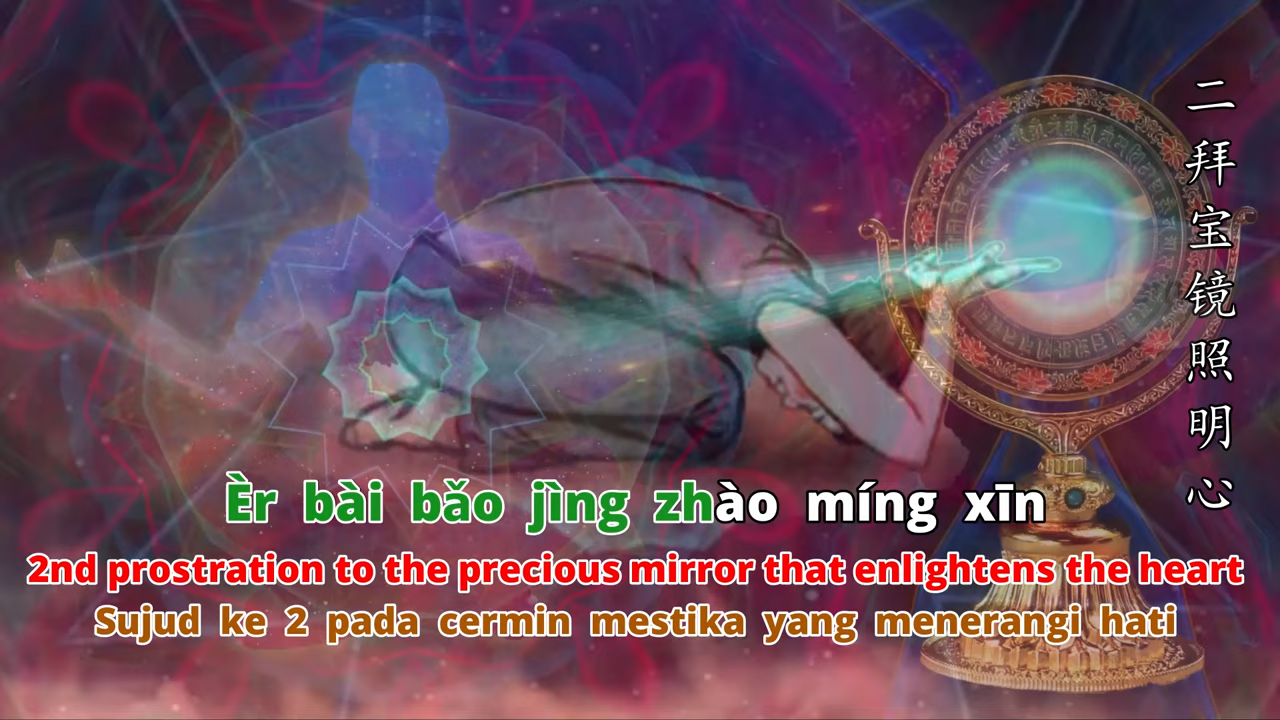 二拜宝镜照明心
Èr bài bǎo jìng zhào míng xīn
2nd prostration to the precious mirror that enlightens the heart
Sujud ke 2 pada cermin mestika yang menerangi hati